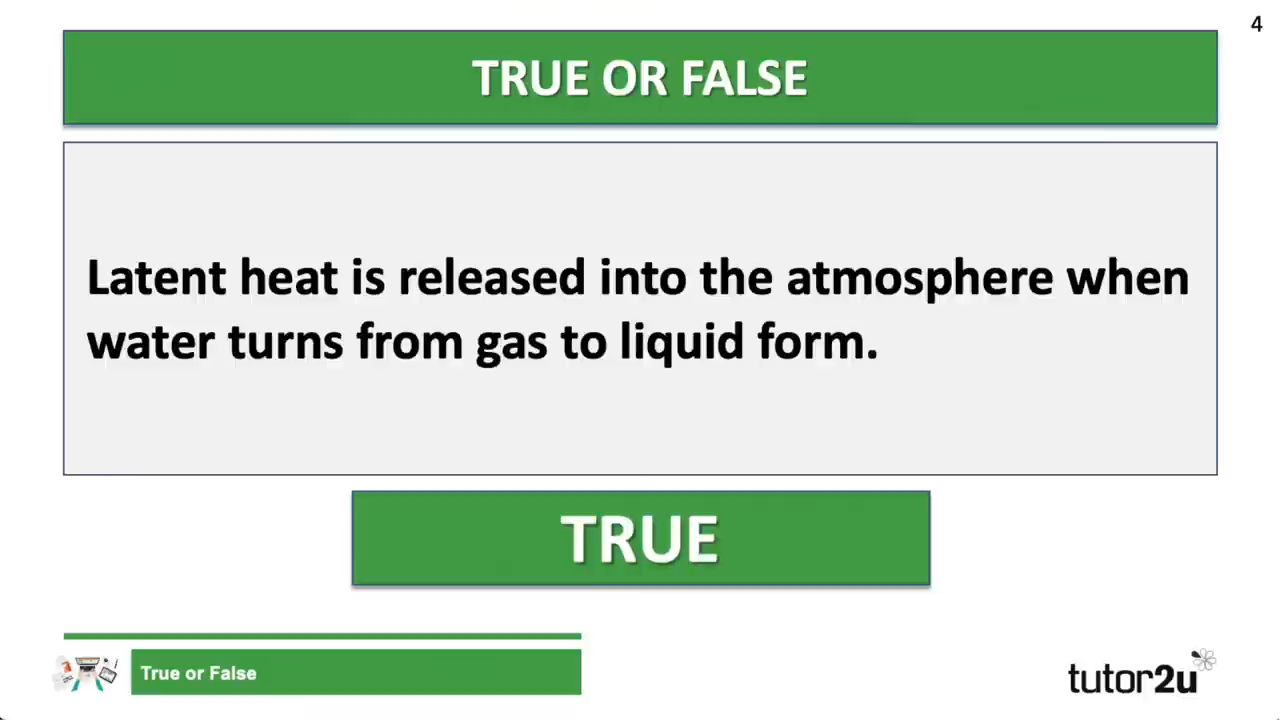 4
TRUE OR FALSE
Latent heat is released into the atmosphere when
water turns from gas to liquid form.
TRUE
True or False
tutor2u